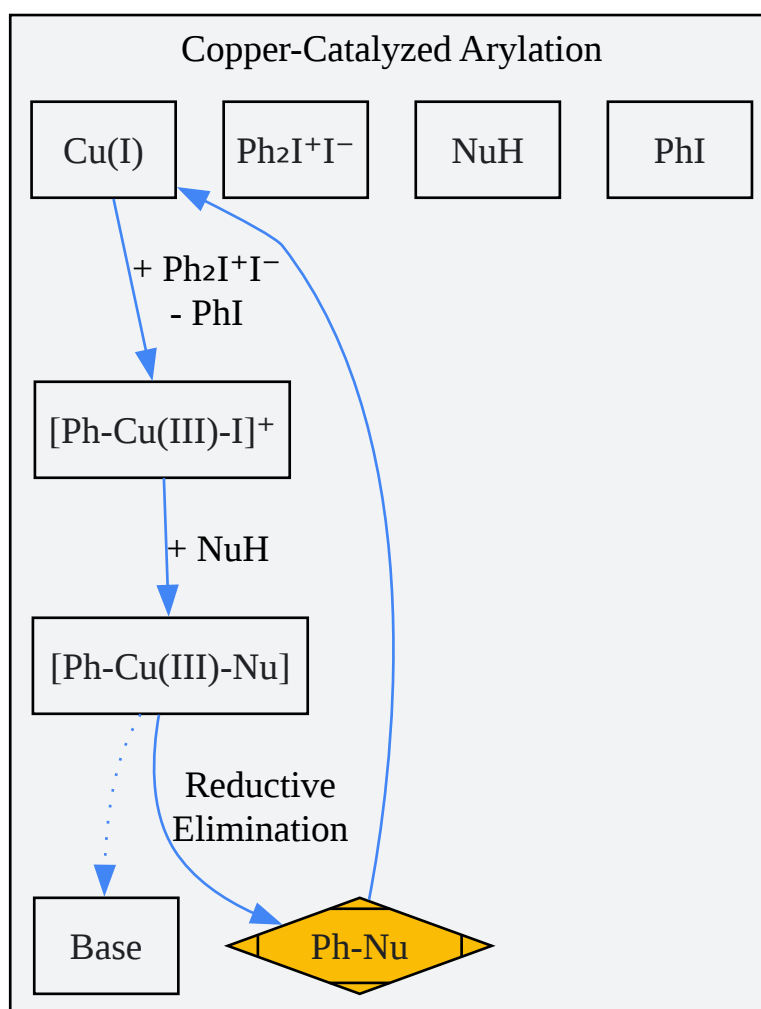 Copper-Catalyzed Arylation
Cu(I)
Ph₂I⁺I⁻
NuH
PhI
+ Ph₂I⁺I⁻
- PhI
[Ph-Cu(III)-I]⁺
+ NuH
[Ph-Cu(III)-Nu]
Reductive
Elimination
Base
Ph-Nu